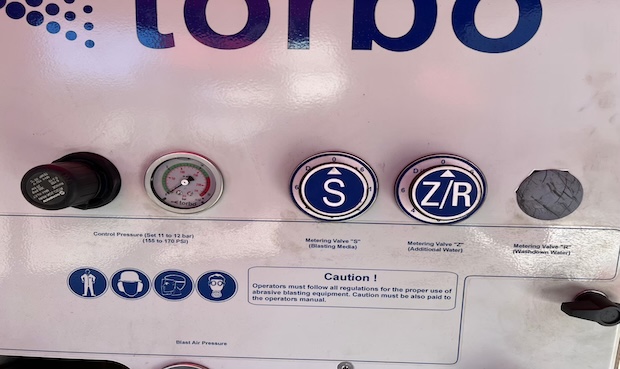 torbo
S
Z/R
Control Pressure (Set 11 to 12 bar)
(155 to 170 PSI)
Metering Valve "S"
(Blasting Media)
Metering Valve "Z"
(Additional Water)
Metering Valve "R"
(Washdown Water)
Caution !
Operators must follow all regulations for the proper use of
abrasive blasting equipment. Caution must be also paid to
the operators manual.
Blast Air Pressure